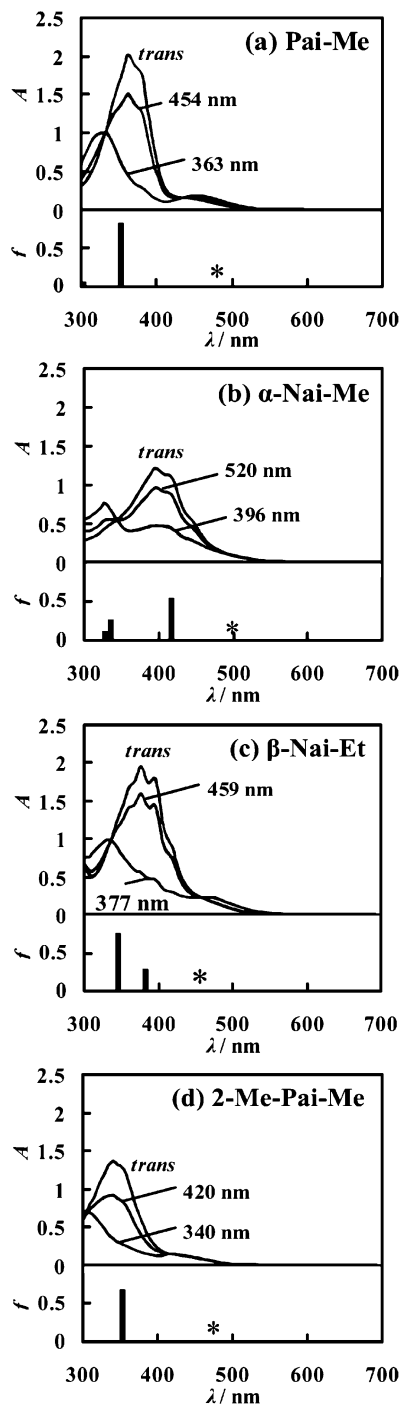 2.5
(a) Pai-Me
trans
2
454 nm
1.5
A
1
363 nm
0.5
0
f
0.5
*
0
300 400 500 600 700
λ/ nm
2.5
(b) α-Nai-Me
2
trans
1.5
520 nm
A
1
396 nm
0.5
0
f
0.5
*
0
300 400 500 600 700
λ/ nm
2.5
(c) β-Nai-Et
trans
2
459 nm
1.5
A
1
377 nm
0.5
0
f
0.5
*
0
300 400 500 600 700
λ/ nm
2.5
(d) 2-Me-Pai-Me
2
trans
1.5
420 nm
A
1
340 nm
0.5
0
f
0.5
*
0
300 400 500 600 700
λ/ nm